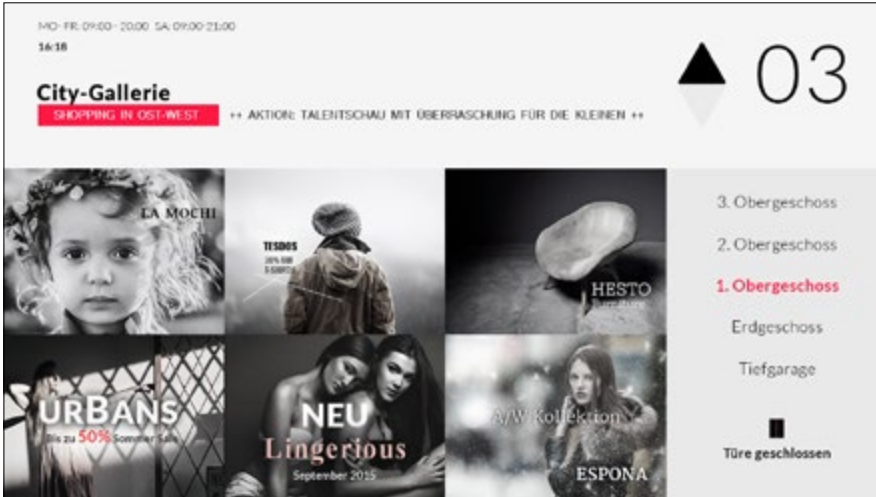 MO- FR: 09:00 - 20:00 SA: 09:00-21:00
16:18
City-Gallerie
SHOPPING IN OST-WEST ++ AKTION: TALENTSCHAU MIT ÜBERRASCHUNG FÜR DIE KLEINEN ++
03
LA MOCHI
TESDOS
HESTO
Furniture
URBANS
Bis zu 50% Sommer Sale
NEU
Lingerious
September 2015
A/W Kollektion
ESPONA
3. Obergeschoss
2. Obergeschoss
1. Obergeschoss
Erdgeschoss
Tiefgarage
Türe geschlossen